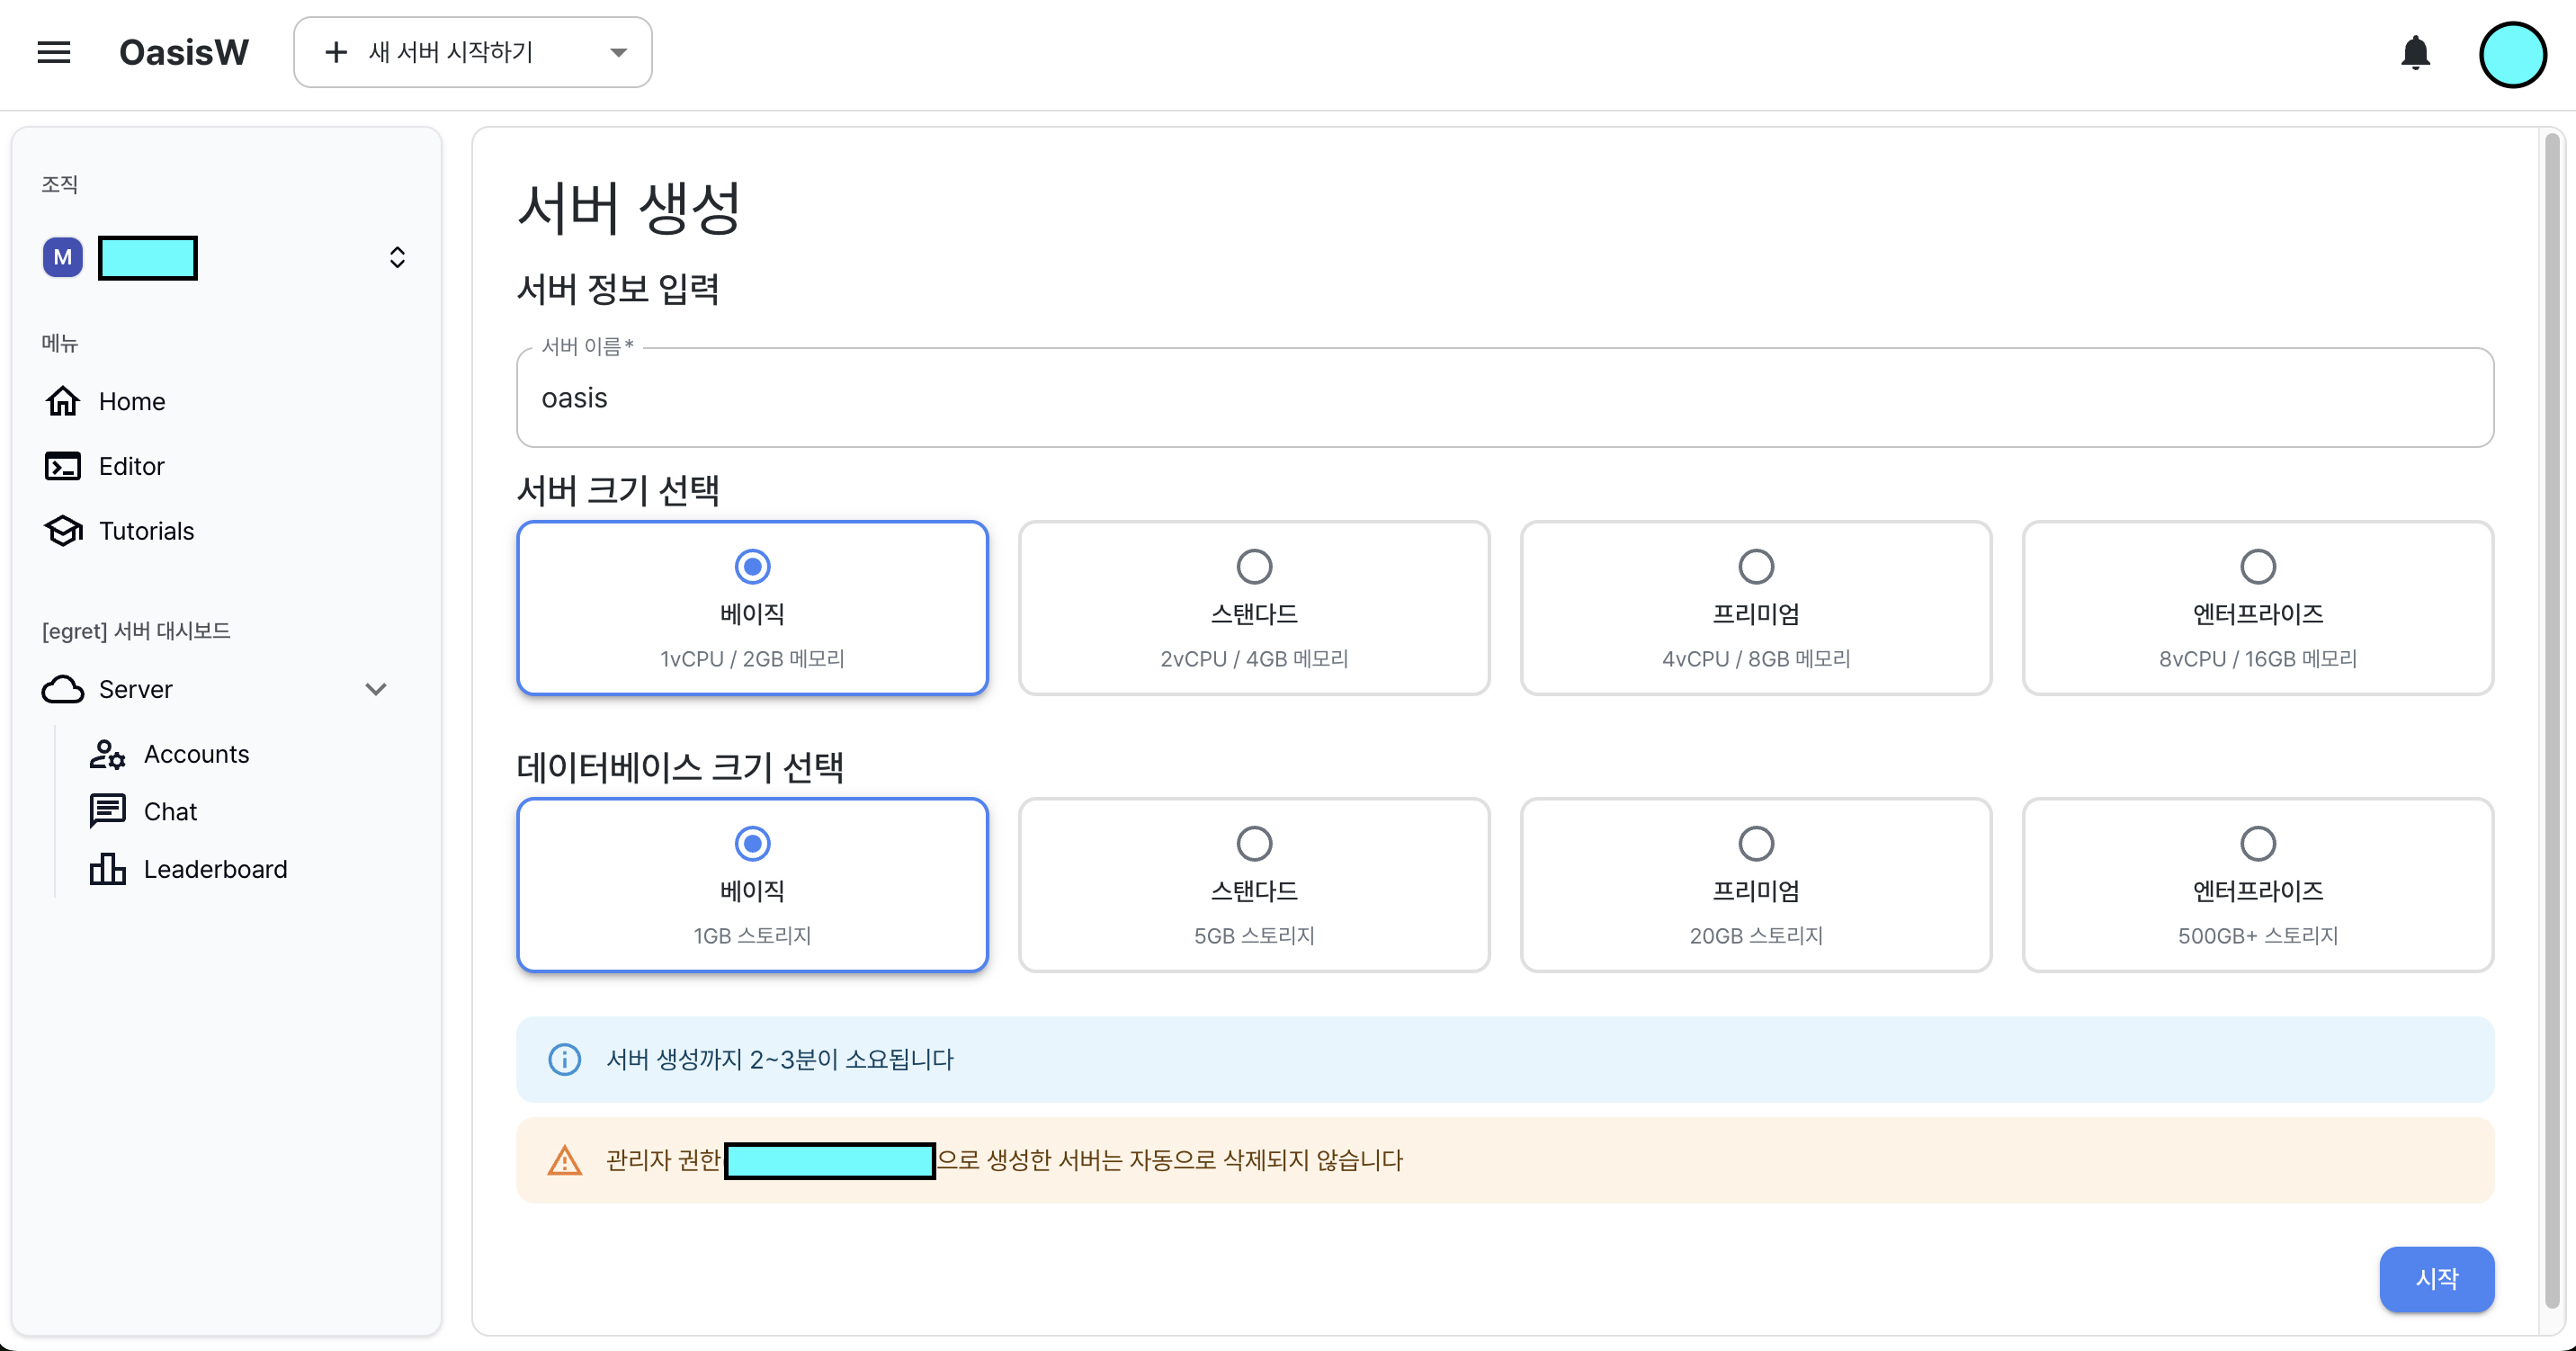 OasisW
새 서버 시작하기
조직
M
메뉴
Home
Editor
Tutorials
[egret] 서버 대시보드
Server
Accounts
Chat
Leaderboard
서버 생성
서버 정보 입력
서버 이름*
oasis
서버 크기 선택
베이직
1vCPU / 2GB 메모리
스탠다드
2vCPU / 4GB 메모리
프리미엄
4vCPU / 8GB 메모리
엔터프라이즈
8vCPU / 16GB 메모리
데이터베이스 크기 선택
베이직
1GB 스토리지
스탠다드
5GB 스토리지
프리미엄
20GB 스토리지
엔터프라이즈
500GB+ 스토리지
서버 생성까지 2~3분이 소요됩니다
관리자 권한 으로 생성한 서버는 자동으로 삭제되지 않습니다
시작